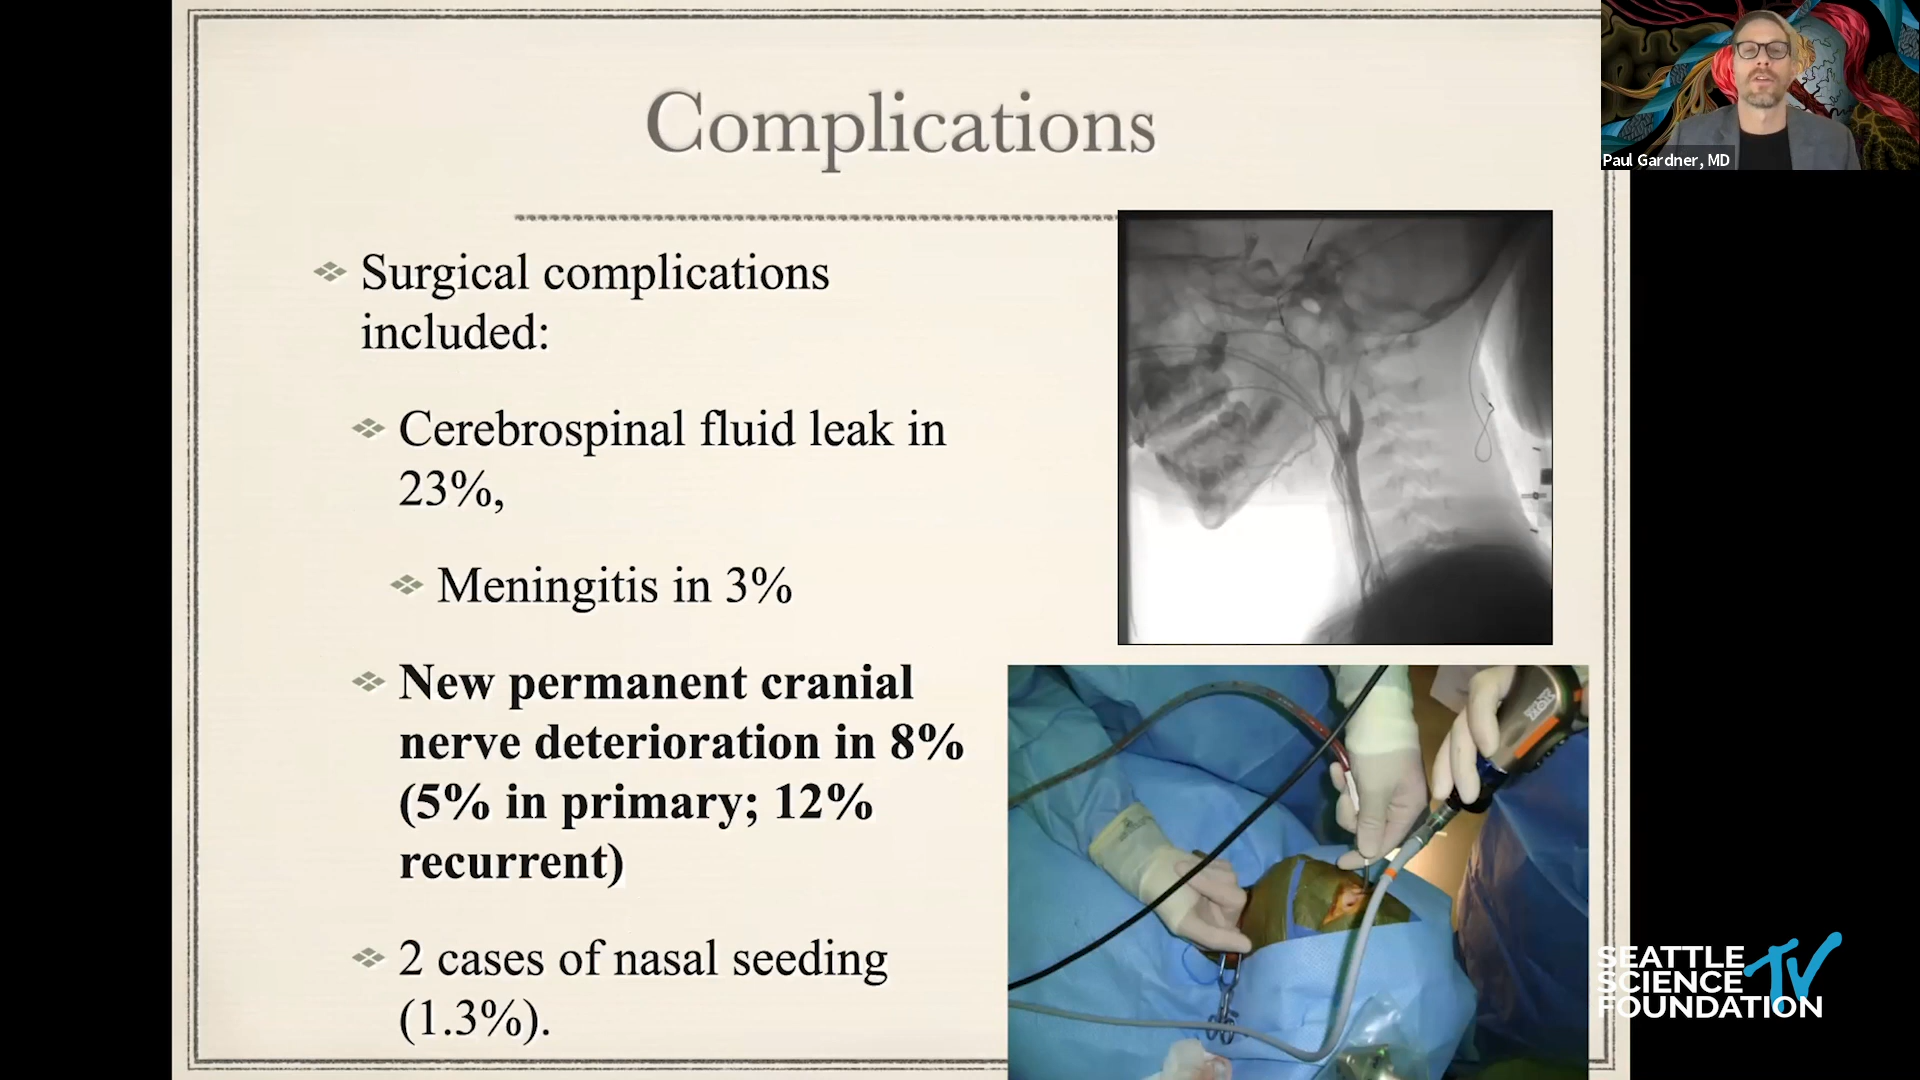 Complications
Surgical complications
included:
Cerebrospinal fluid leak in
23%,
Meningitis in 3%
New permanent cranial
nerve deterioration in 8%
(5% in primary; 12%
recurrent)
2 cases of nasal seeding
(1.3%).
Paul Gardner, MD
STORZ
SEATTLE
SCIENCE
FOUNDATION
TV